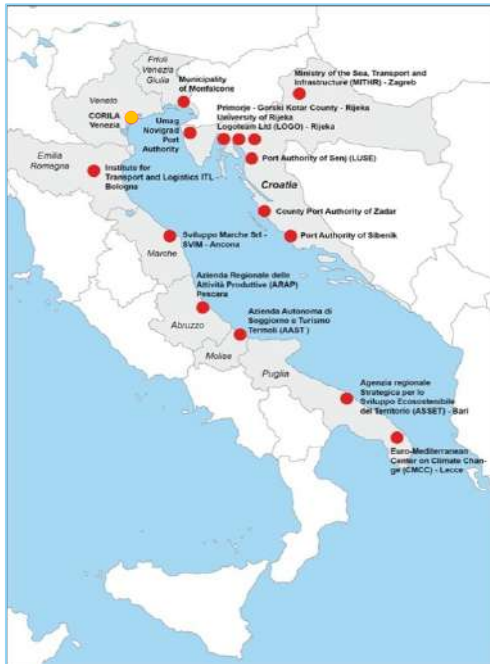 Friuli
Venezia
Giulia
Municipality
of Monfalcone
Ministry of the Sea, Transport and
Infrastructure (MITHR) - Zagreb
Veneto
CORILA
Venezia
Umag
Novigrad
Port
Authority
Primorje - Gorski Kotar County - Rijeka
University of Rijeka
Logoteam Ltd (LOGO) - Rijeka
Emilia
Romagna
Institute for
Transport and Logistics ITL
Bologna
Port Authority of Senj (LUSE)
Croatia
County Port Authority of Zadar
Port Authority of Sibenik
Sviluppo Marche Srl -
SVIM - Ancona
Marche
Azienda Regionale delle
Attività Produttive (ARAP)
Pescara
Abruzzo
Azienda Autonoma di
Soggiorno e Turismo
Termoli (AAST )
Molise
Puglia
Agenzia regionale
Strategica per lo
Sviluppo Ecosostenibile
del Territorio (ASSET) - Bari
Euro-Mediterranean
Center on Climate Chan-
ge (CMCC) - Lecce